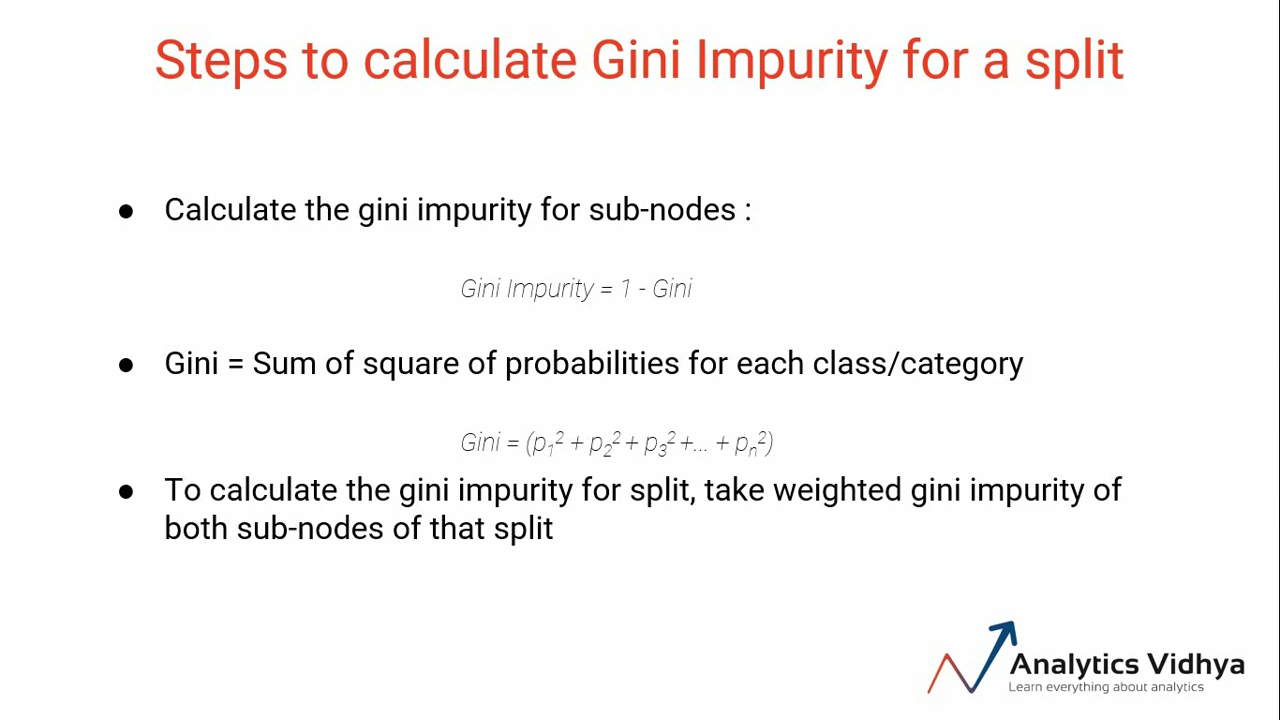 Steps to calculate Gini Impurity for a split
● Calculate the gini impurity for sub-nodes :
Gini Impurity = 1 - Gini
● Gini = Sum of square of probabilities for each class/category
Gini = (p₁² + p₂² + p₃² +... + pₙ²)
● To calculate the gini impurity for split, take weighted gini impurity of
both sub-nodes of that split
Analytics Vidhya
Learn everything about analytics